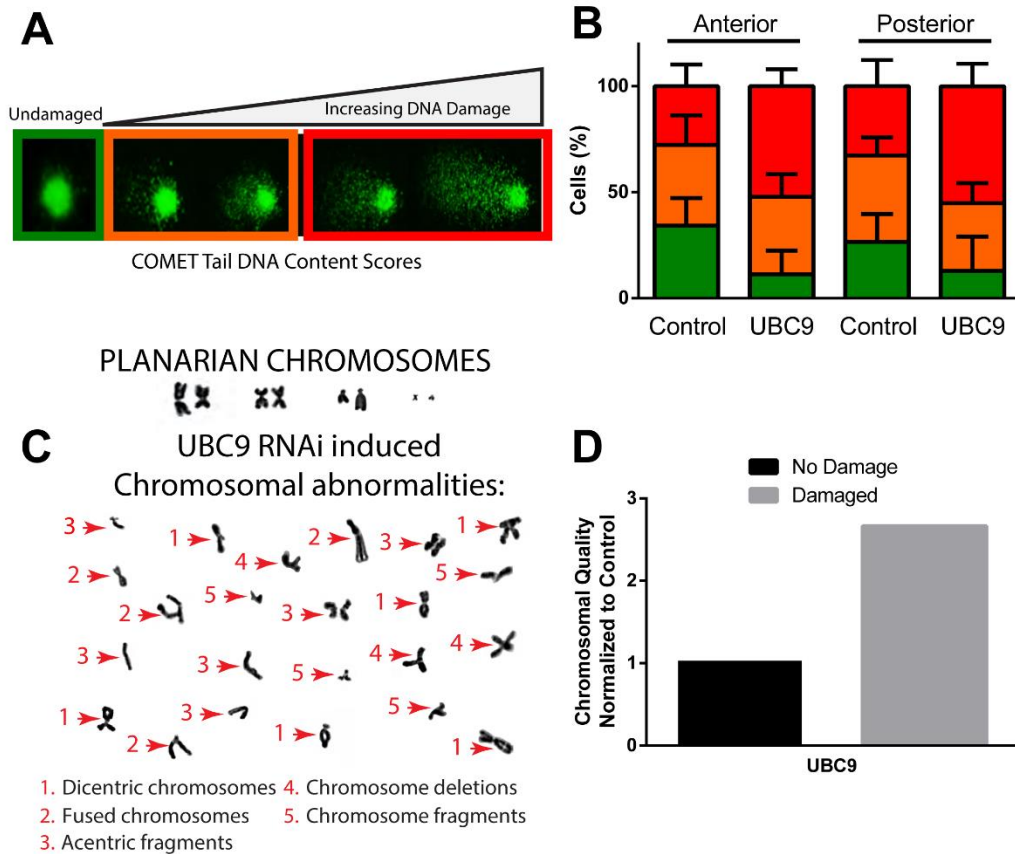 A
Undamaged
Increasing DNA Damage
COMET Tail DNA Content Scores
B
Anterior Posterior
Cells (%)
100
50
0
Control UBC9 Control UBC9
PLANARIAN CHROMOSOMES
C
UBC9 RNAi induced
Chromosomal abnormalities:
3 1 2 3 1
4
2 5
5 1
2 3
4 4
3 3 5
1 3 5
2 1 1
1. Dicentric chromosomes 4. Chromosome deletions
2. Fused chromosomes 5. Chromosome fragments
3. Acentric fragments
D
No Damage
Damaged
Chromosomal Quality
Normalized to Control
3
2
1
0
UBC9